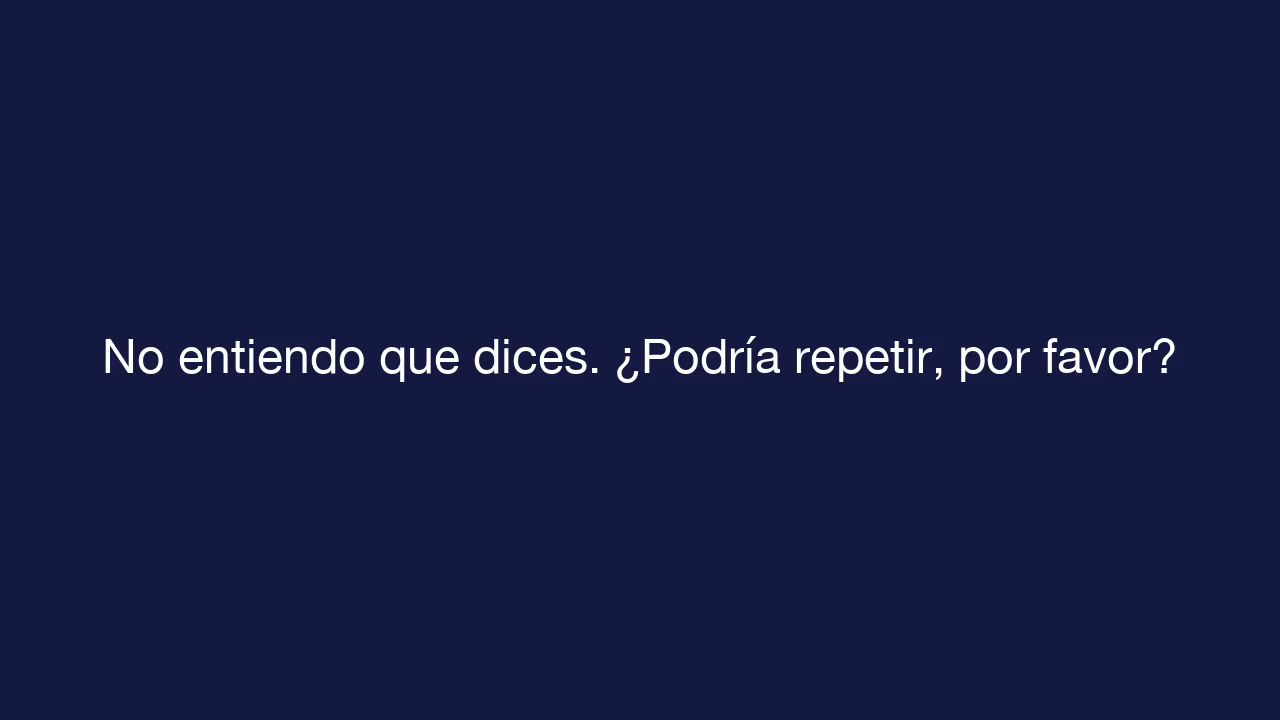 No entiendo que dices. ¿Podría repetir, por favor?